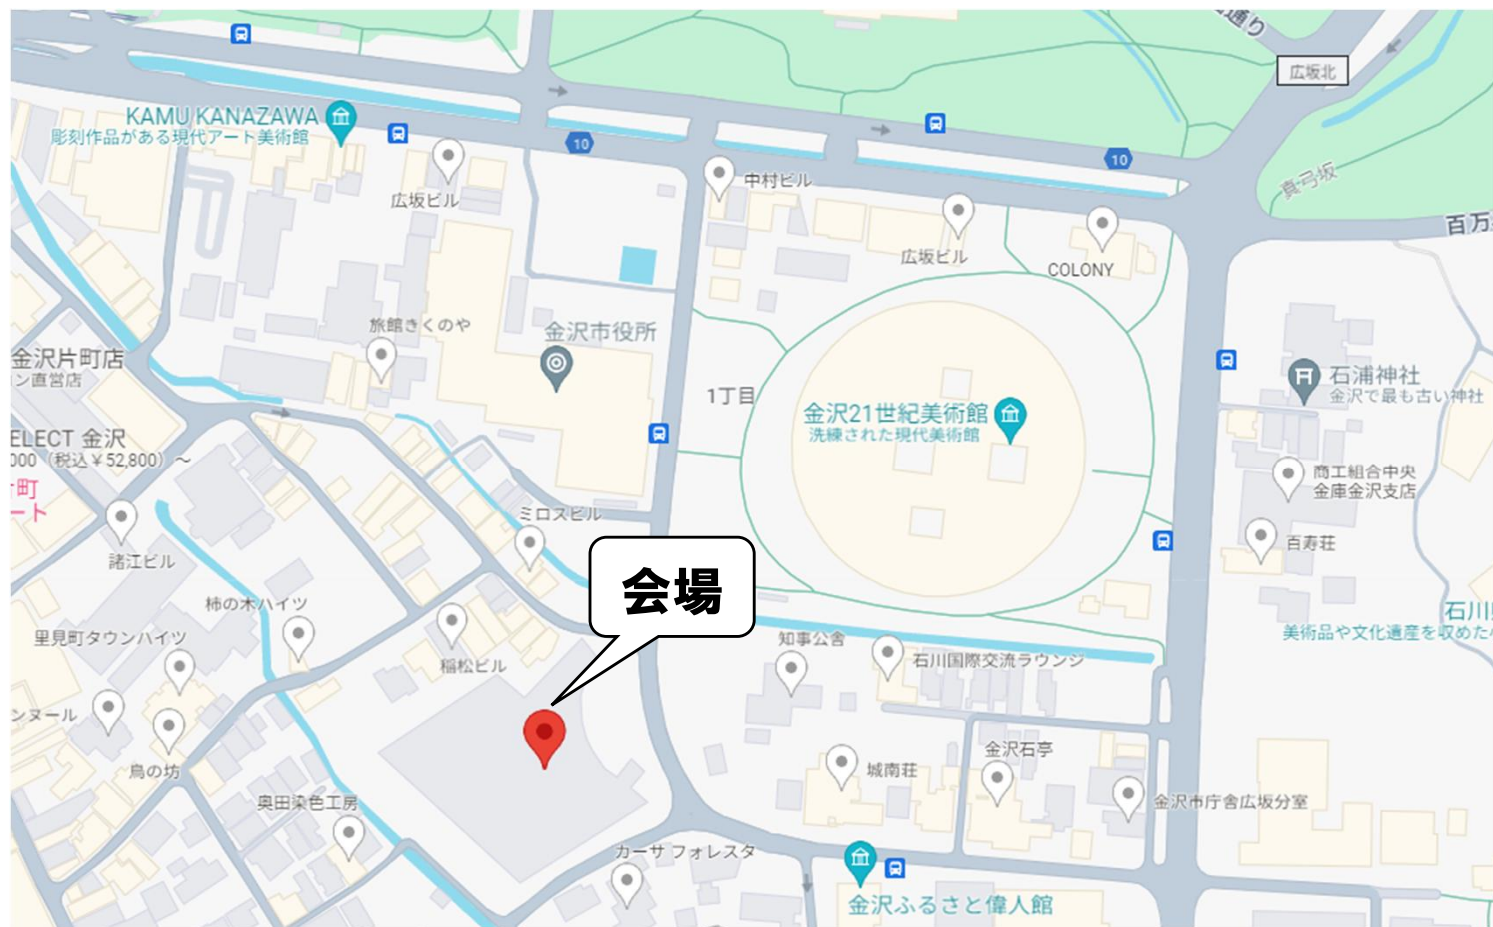 広坂北
KAMU KANAZAWA
彫刻作品がある現代アート美術館
10
10
真弓坂
中村ビル
広坂ビル
百万
広坂ビル
COLONY
旅館きくのや
金沢市役所
金沢片町店
ン直営店
石浦神社
金沢で最も古い神社
1丁目
金沢21世紀美術館
洗練された現代美術館
ELECT 金沢
000（税込￥52,800）～
町
ート
商工組合中央
金庫金沢支店
ミロスビル
百寿荘
諸江ビル
会場
柿の木ハイツ
石川
美術品や文化遺産を収めた
里見町タウンハイツ
知事公舎
稲松ビル
石川国際交流ラウンジ
ンヌール
金沢石亭
鳥の坊
城南荘
奥田染色工房
金沢市庁舎広坂分室
カーサ フォレスタ
金沢ふるさと偉人館